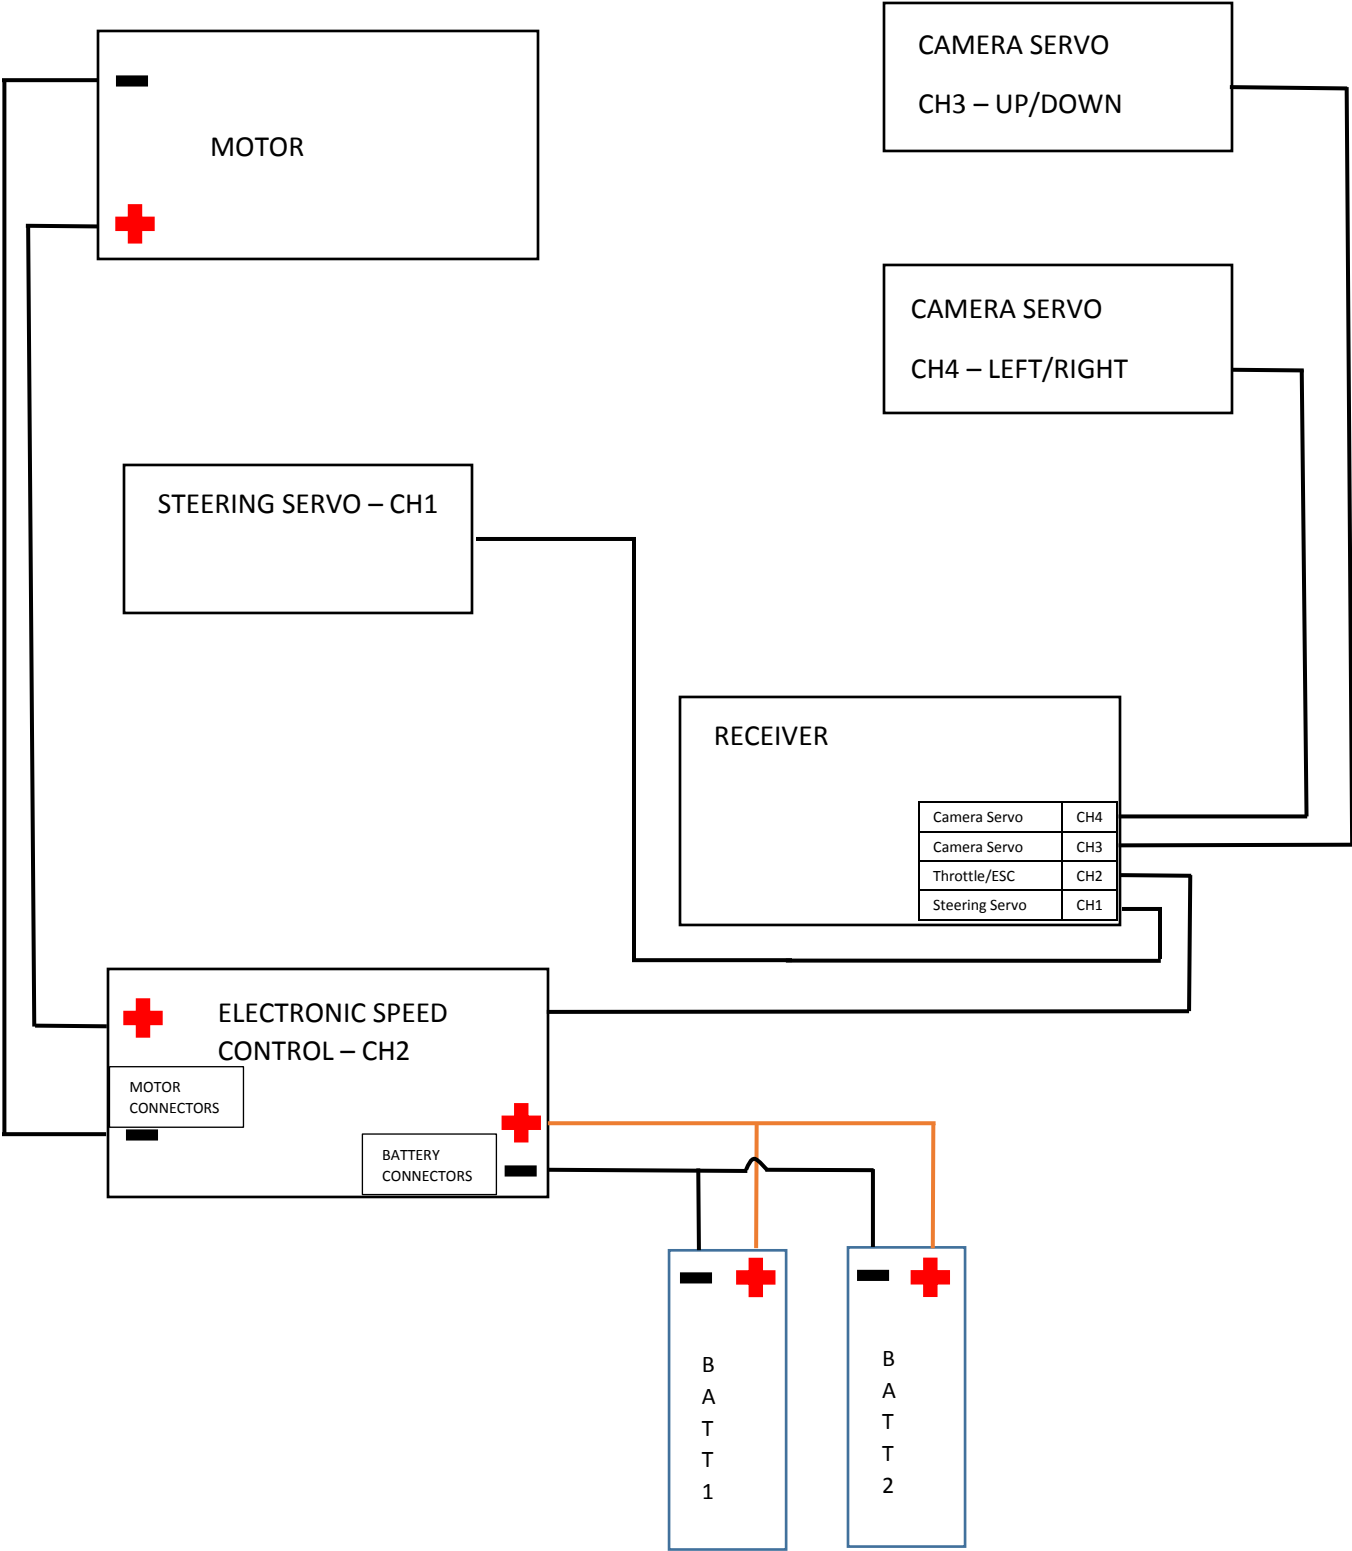 MOTOR
CAMERA SERVO
CH3 – UP/DOWN
CAMERA SERVO
CH4 – LEFT/RIGHT
STEERING SERVO – CH1
RECEIVER
Camera Servo CH4
Camera Servo CH3
Throttle/ESC CH2
Steering Servo CH1
ELECTRONIC SPEED
CONTROL – CH2
MOTOR
CONNECTORS
BATTERY
CONNECTORS
B
A
T
T
1
B
A
T
T
2